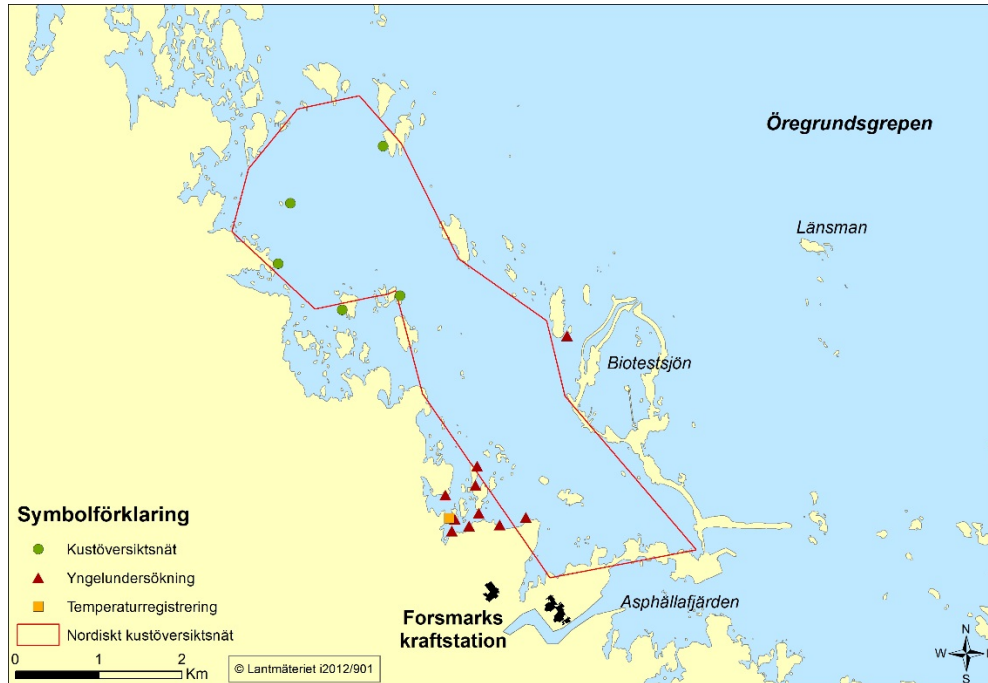 Öregrundsgrepen
Länsman
Biotestsjön
Symbolförklaring
Kustöversiktsnät
Yngelundersökning
Temperaturregistrering
Nordiskt kustöversiktsnät
Forsmarks
kraftstation
Asphällafjärden
0 1 2
Km
© Lantmäteriet i2012/901
N
W E
S